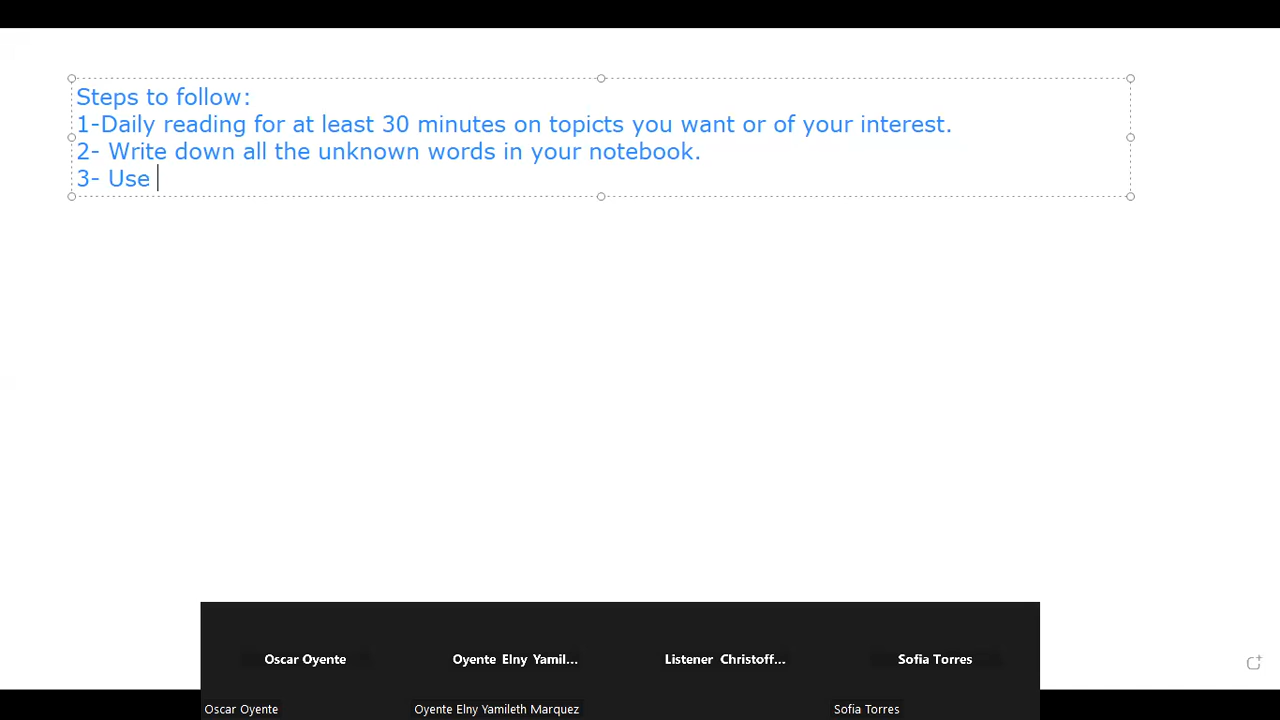 Steps to follow:
1-Daily reading for at least 30 minutes on topicts you want or of your interest.
2- Write down all the unknown words in your notebook.
3- Use
Oscar Oyente
Oyente Elny Yamil...
Listener Christoff...
Sofia Torres
Oscar Oyente
Oyente Elny Yamileth Marquez
Sofia Torres